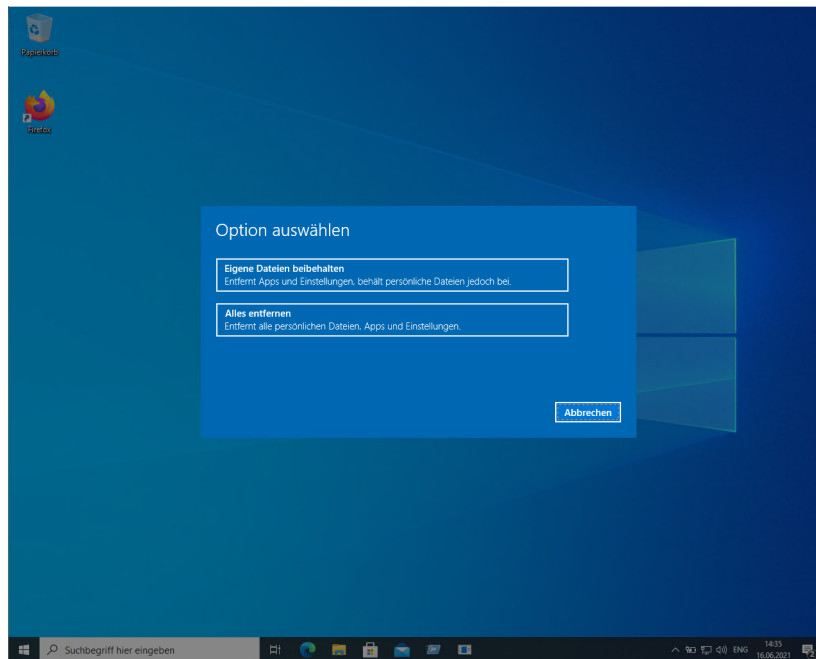 Papierkorb
Firefox
Option auswählen
Eigene Dateien beibehalten
Entfernt Apps und Einstellungen, behält persönliche Dateien jedoch bei.
Alles entfernen
Entfernt alle persönlichen Dateien, Apps und Einstellungen.
Abbrechen
Suchbegriff hier eingeben
ENG
14:35
16.06.2021
2